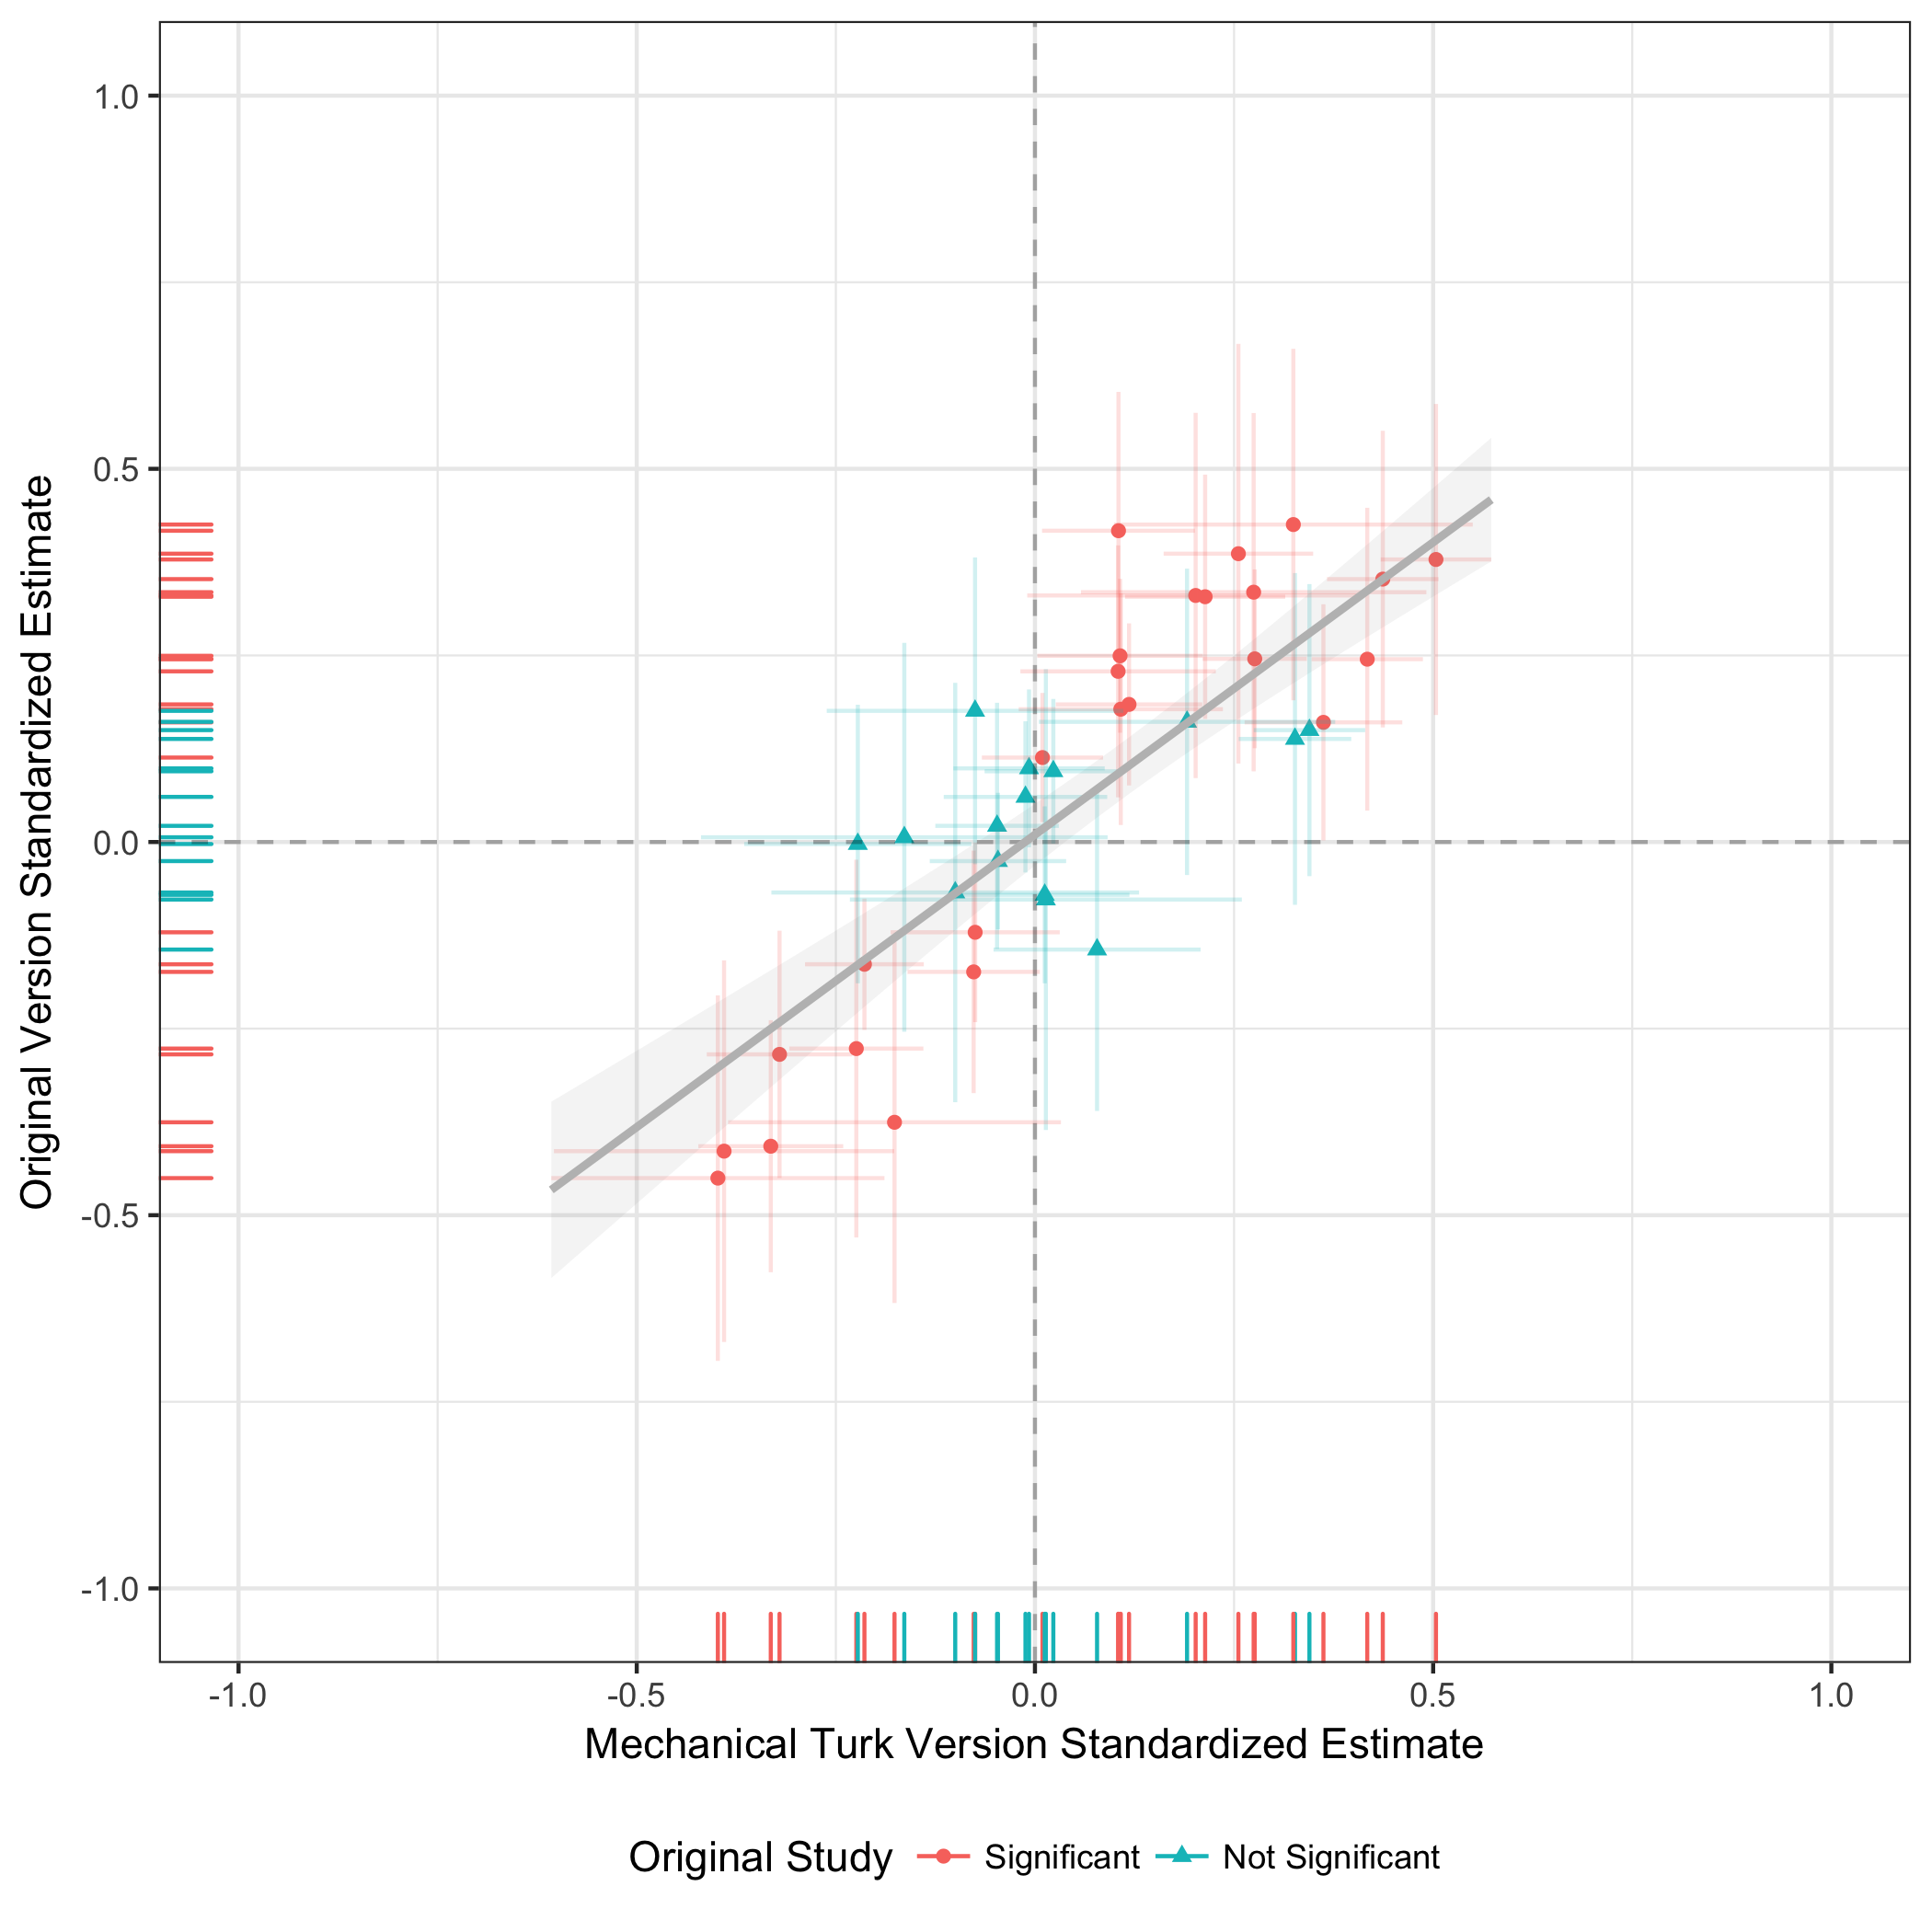 Original Version Standardized Estimate
1.0
0.5
0.0
-0.5
-1.0
-1.0 -0.5 0.0 0.5 1.0
Mechanical Turk Version Standardized Estimate
Original Study Significant Not Significant